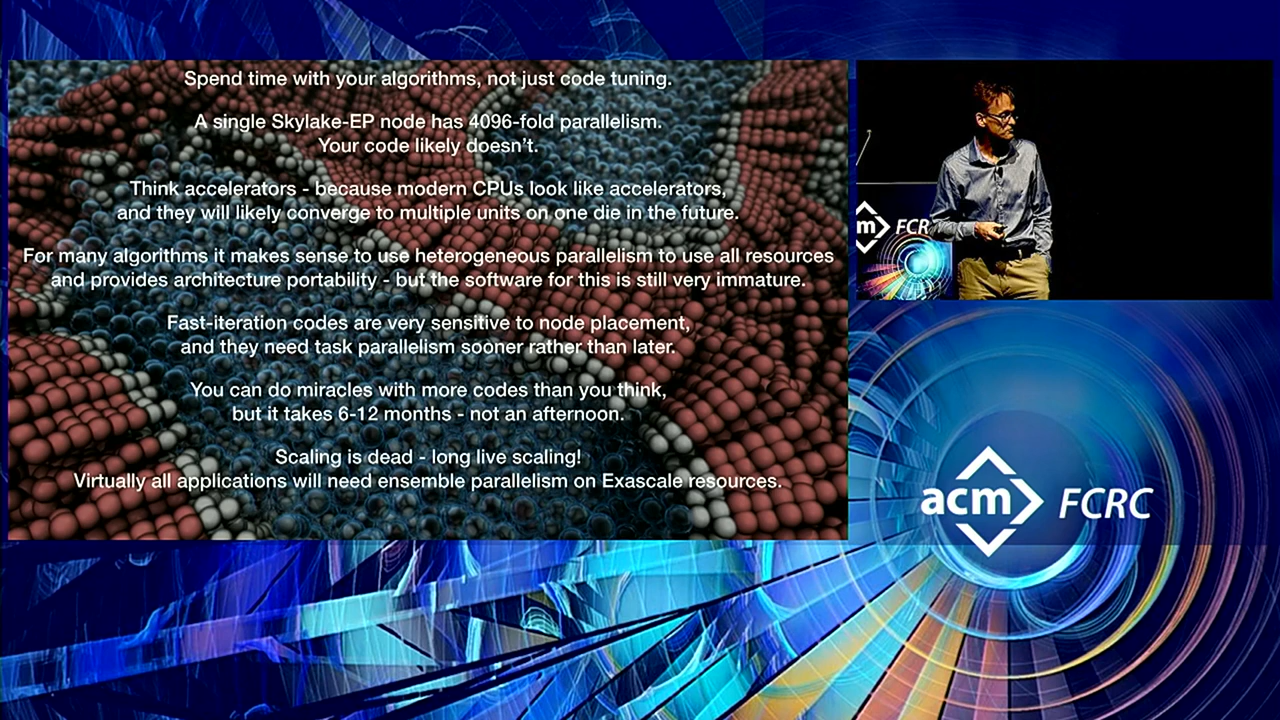 Spend time with your algorithms, not just code tuning.
A single Skylake-EP node has 4096-fold parallelism.
Your code likely doesn't.
Think accelerators - because modern CPUs look like accelerators,
and they will likely converge to multiple units on one die in the future.
For many algorithms it makes sense to use heterogeneous parallelism to use all resources
and provides architecture portability - but the software for this is still very immature.
Fast-iteration codes are very sensitive to node placement,
and they need task parallelism sooner rather than later.
You can do miracles with more codes than you think,
but it takes 6-12 months - not an afternoon.
Scaling is dead - long live scaling!
Virtually all applications will need ensemble parallelism on Exascale resources.
m FCR
acm FCRC